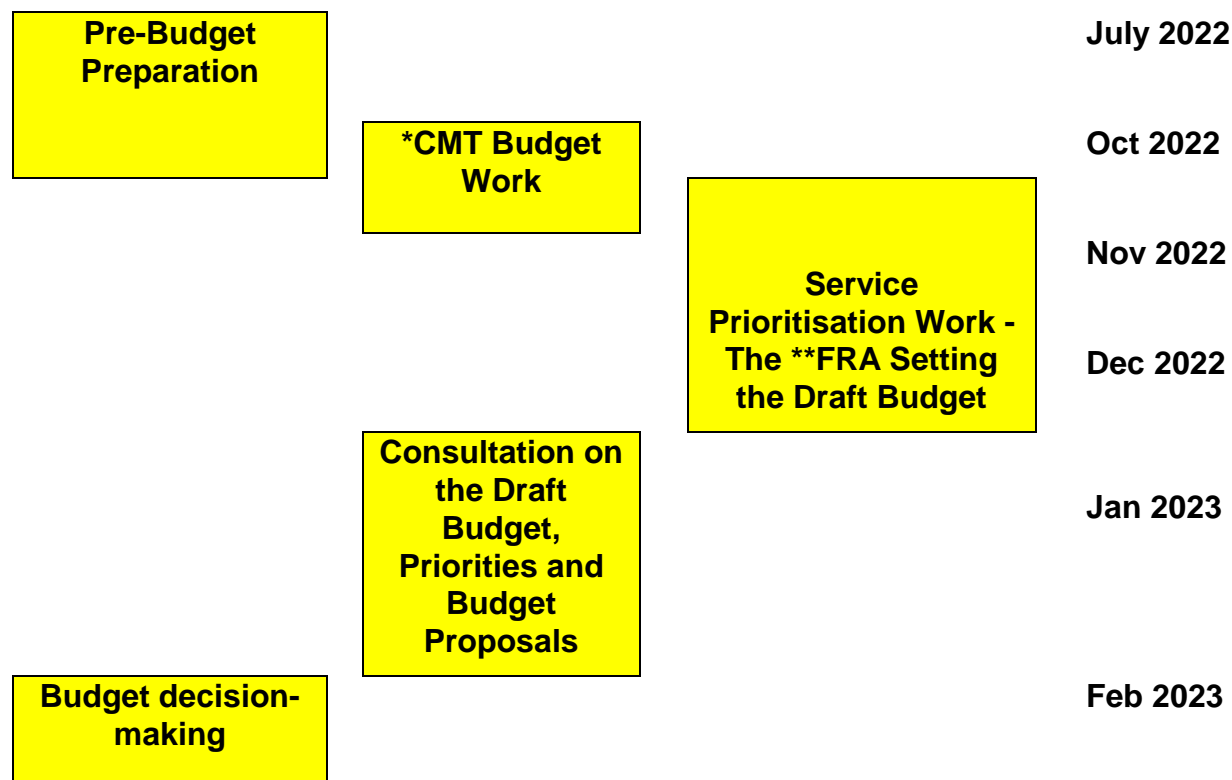 Pre-Budget
Preparation
July 2022
*CMT Budget
Work
Oct 2022
Nov 2022
Service
Prioritisation Work -
The **FRA Setting
the Draft Budget
Dec 2022
Consultation on
the Draft
Budget,
Priorities and
Budget
Proposals
Jan 2023
Budget decision-
making
Feb 2023